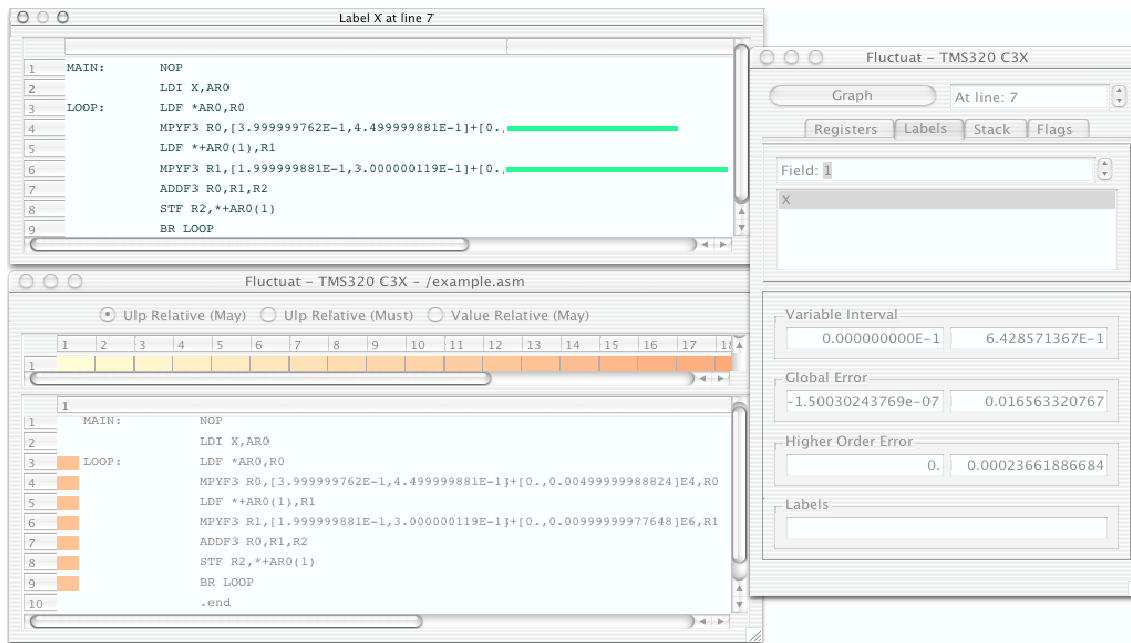 Label X at line 7
1 MAIN: NOP
2 LDI X,AR0
3 LOOP: LDF *AR0,R0
4 MPYF3 R0,[3.999999762E-1,4.499999881E-1]+[0.,
5 LDF *+AR0(1),R1
6 MPYF3 R1,[1.999999881E-1,3.000000119E-1]+[0.,
7 ADDF3 R0,R1,R2
8 STF R2,*+AR0(1)
9 BR LOOP
Fluctuat - TMS320 C3X - /example.asm
Ulp Relative (May) Ulp Relative (Must) Value Relative (May)
1 2 3 4 5 6 7 8 9 10 11 12 13 14 15 16 17 18
1
1
1 MAIN: NOP
2 LDI X,AR0
3 LOOP: LDF *AR0,R0
4 MPYF3 R0,[3.999999762E-1,4.499999881E-1]+[0.,0.00499999988824]E4,R0
5 LDF *+AR0(1),R1
6 MPYF3 R1,[1.999999881E-1,3.000000119E-1]+[0.,0.00999999977648]E6,R1
7 ADDF3 R0,R1,R2
8 STF R2,*+AR0(1)
9 BR LOOP
10 .end
Fluctuat - TMS320 C3X
Graph At line: 7
Registers Labels Stack Flags
Field: 1
X
Variable Interval
0.000000000E-1 6.428571367E-1
Global Error
-1.50030243769e-07 0.016563320767
Higher Order Error
0. 0.00023661886684
Labels